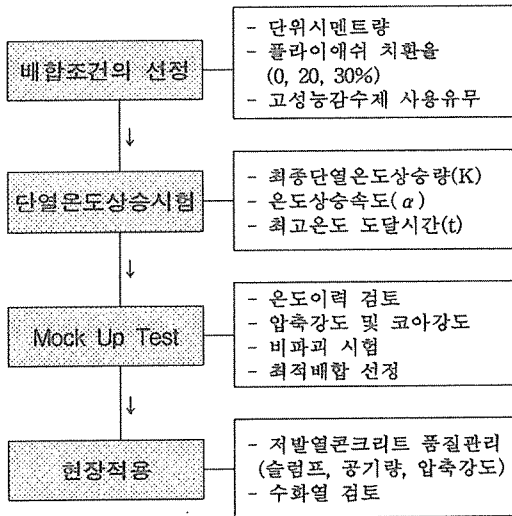 배합조건의 선정
- 단위시멘트량
- 플라이애쉬 치환율
(0, 20, 30%)
- 고성능감수제 사용유무
↓
단열온도상승시험
- 최종단열온도상승량(K)
- 온도상승속도(α)
- 최고온도 도달시간(t)
↓
Mock Up Test
- 온도이력 검토
- 압축강도 및 코아강도
- 비파괴 시험
- 최적배합 선정
↓
현장적용
- 저발열콘크리트 품질관리
(슬럼프, 공기량, 압축강도)
- 수화열 검토